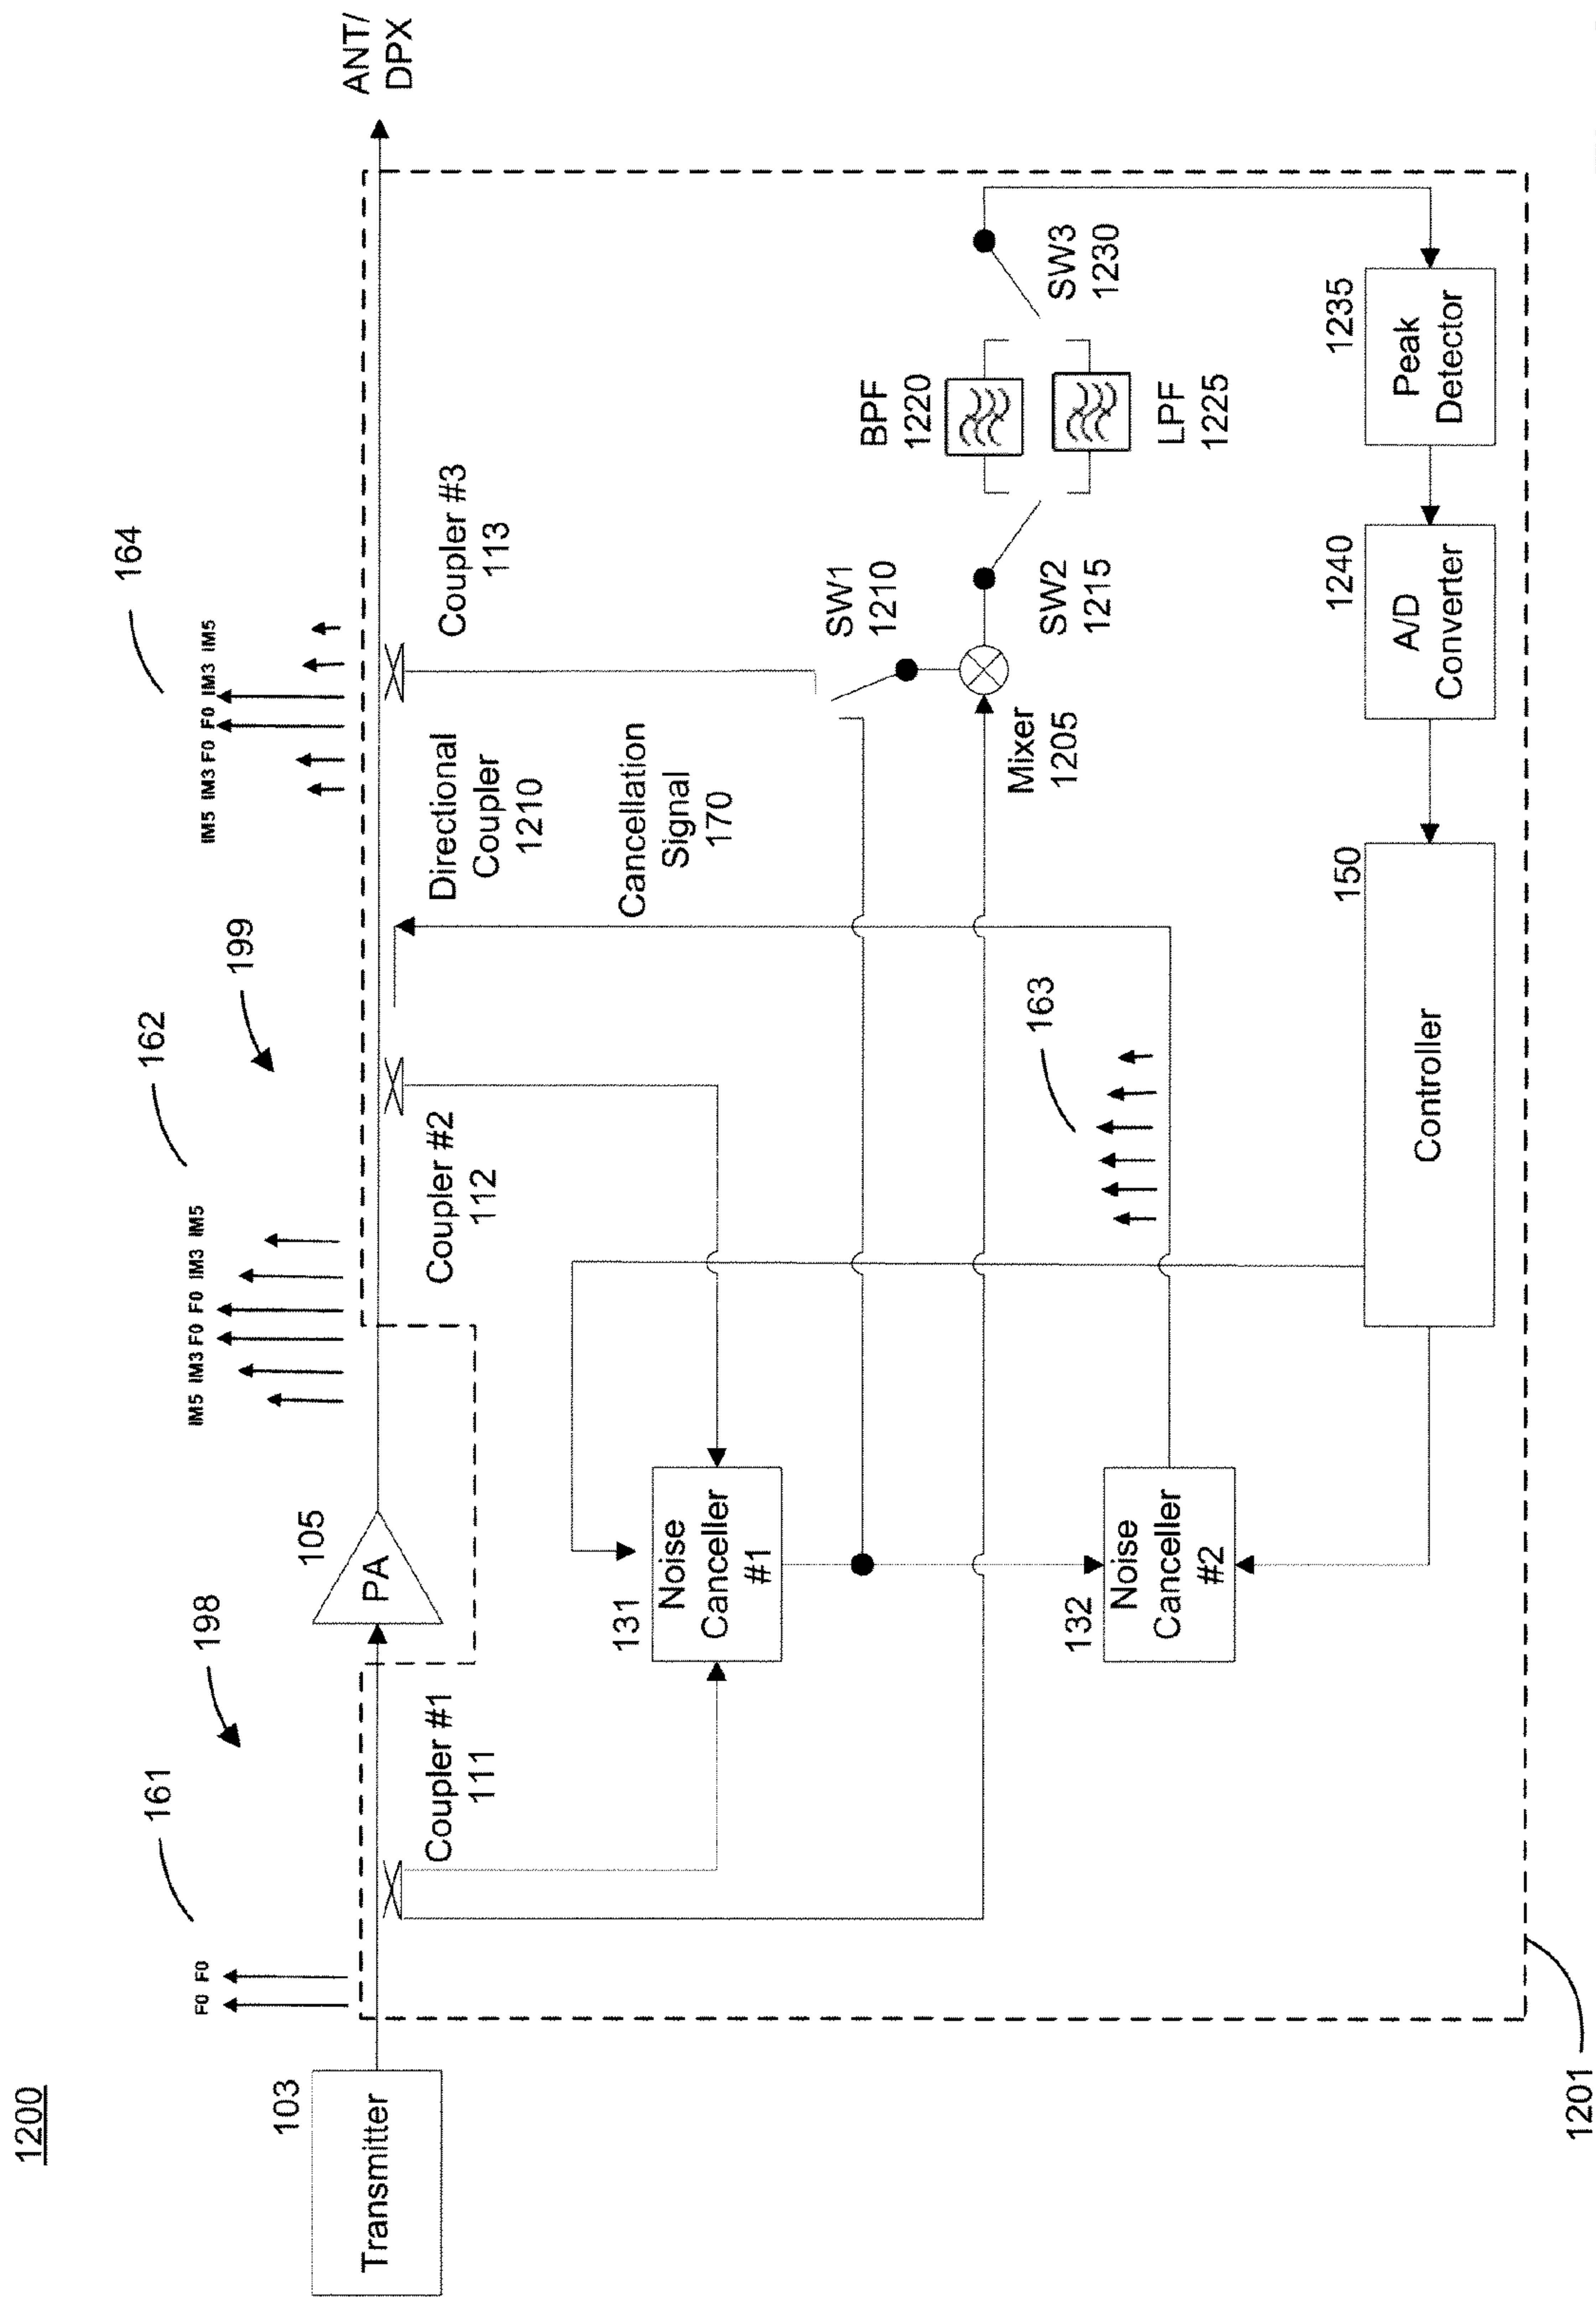 1200
Transmitter
103
F0 F0
161
198
PA
105
IM5 IM3 F0 F0 IM3 IM5
162
199
IM5 IM3 F0 F0 IM3 IM5
164
ANT/
DPX
Coupler #1
111
Coupler #2
112
Directional
Coupler
1210
Coupler #3
113
Cancellation
Signal
170
131
Noise
Canceller
#1
SW1
1210
BPF
1220
Mixer
1205
SW2
1215
SW3
1230
LPF
1225
163
132
Noise
Canceller
#2
150
Controller
1240
A/D
Converter
1235
Peak
Detector
1201